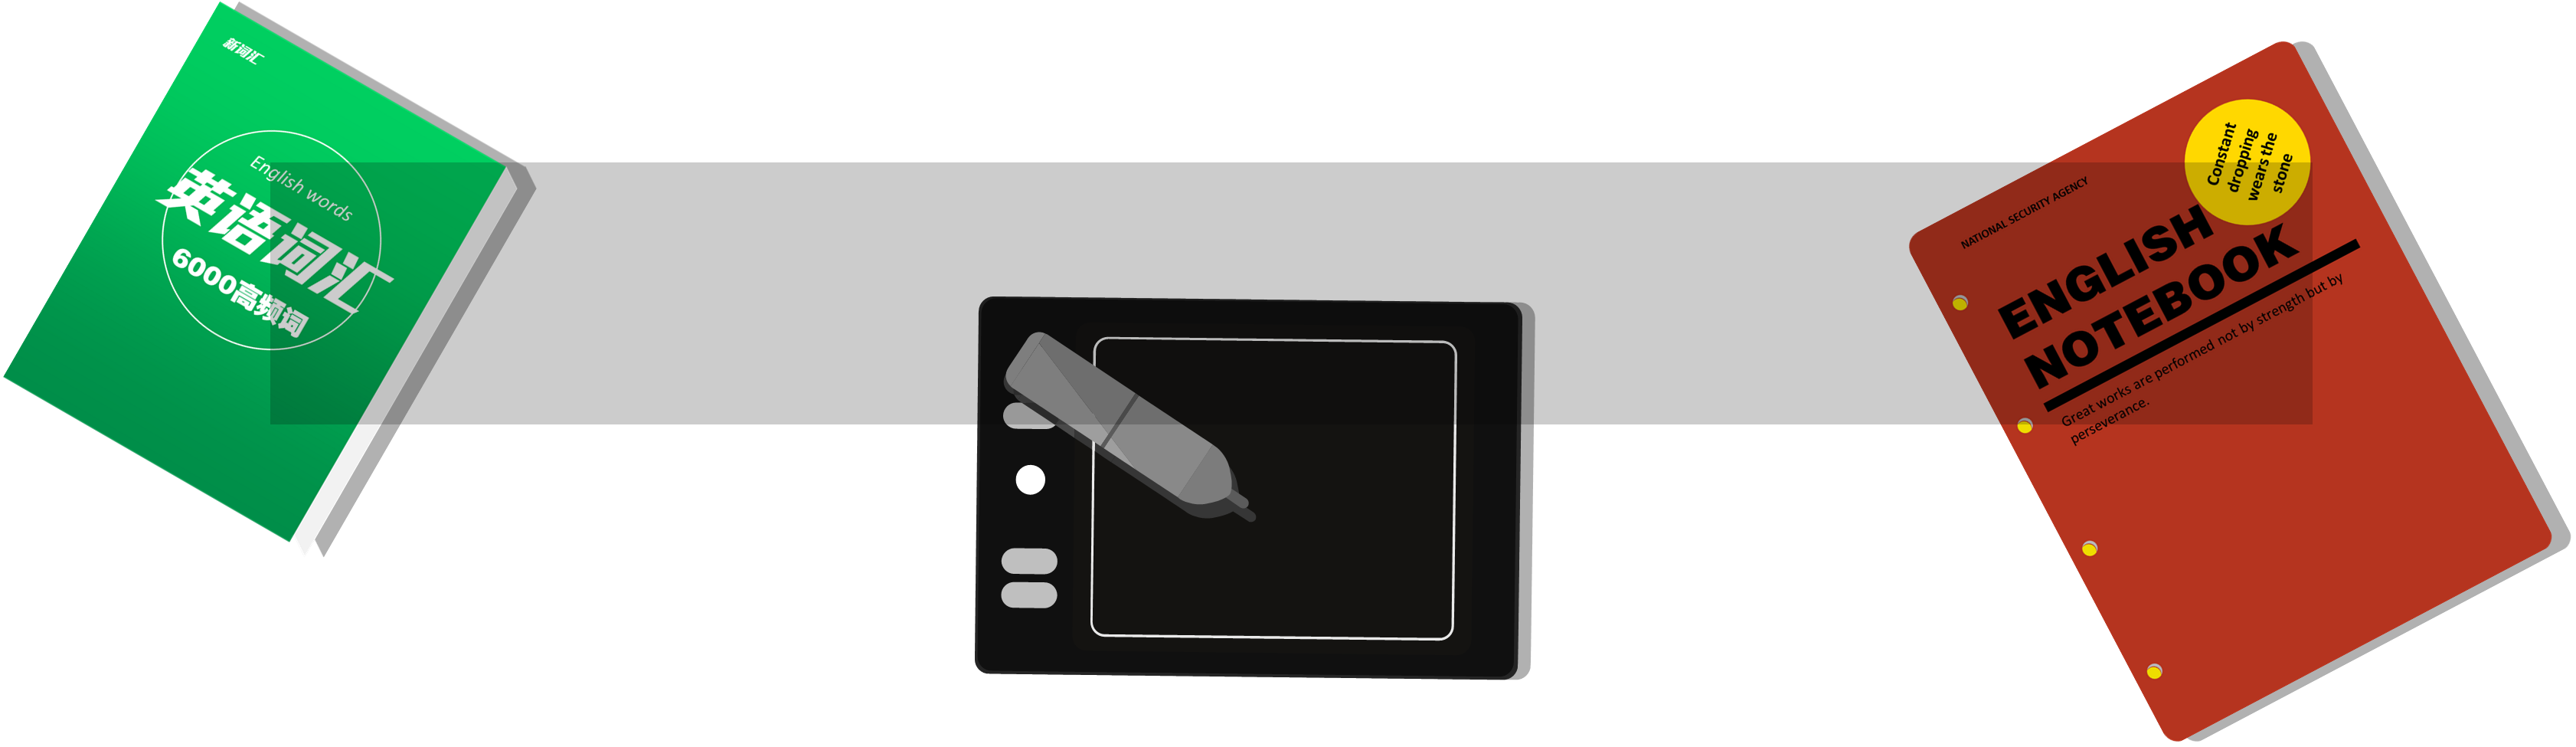 新词汇
English words
英语词汇
6000高频词
Constant
dropping
wears the
stone
NATIONAL SECURITY AGENCY
ENGLISH
NOTEBOOK
Great works are performed not by strength but by
perseverance.